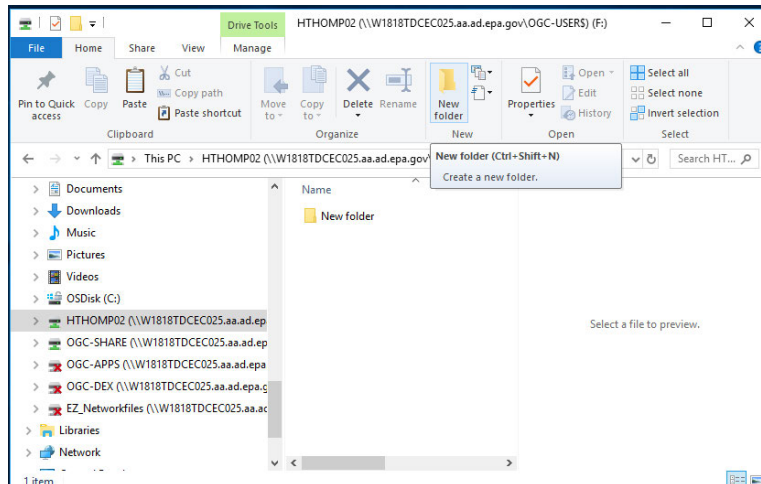 Drive Tools HTHOMP02 (\\W1818TDCEC025.aa.ad.epa.gov\OGC-USER$) (F:)
File Home Share View Manage
Pin to Quick access
Copy
Paste
Cut
Copy path
Paste shortcut
Clipboard
Move to
Copy to
Delete
Rename
Organize
New folder
New
Properties
Open
Edit
History
Open
Select all
Select none
Invert selection
Select
This PC > HTHOMP02 (\\W1818TDCEC025.aa.ad.epa.gov\
Search HT...
New folder (Ctrl+Shift+N)
Create a new folder.
Documents
Downloads
Music
Pictures
Videos
OSDisk (C:)
HTHOMP02 (\\W1818TDCEC025.aa.ad.ep
OGC-SHARE (\\W1818TDCEC025.aa.ad.ep
OGC-APPS (\\W1818TDCEC025.aa.ad.epa
OGC-DEX (\\W1818TDCEC025.aa.ad.epa.g
EZ_Networkfiles (\\W1818TDCEC025.aa.ac
Libraries
Network
Name
New folder
Select a file to preview.
1 item